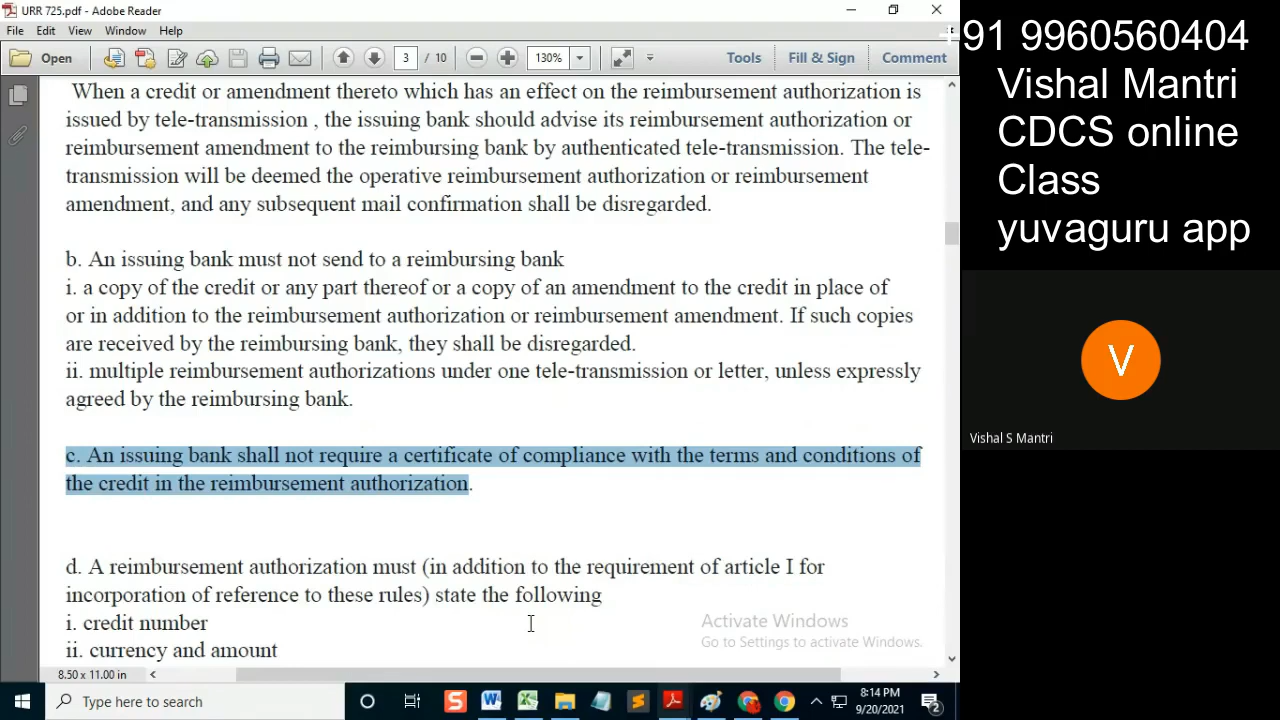 URR 725.pdf - Adobe Reader
File Edit View Window Help
Open 3 / 10 130% Tools Fill & Sign Comment
When a credit or amendment thereto which has an effect on the reimbursement authorization is
issued by tele-transmission , the issuing bank should advise its reimbursement authorization or
reimbursement amendment to the reimbursing bank by authenticated tele-transmission. The tele-
transmission will be deemed the operative reimbursement authorization or reimbursement
amendment, and any subsequent mail confirmation shall be disregarded.
b. An issuing bank must not send to a reimbursing bank
i. a copy of the credit or any part thereof or a copy of an amendment to the credit in place of
or in addition to the reimbursement authorization or reimbursement amendment. If such copies
are received by the reimbursing bank, they shall be disregarded.
ii. multiple reimbursement authorizations under one tele-transmission or letter, unless expressly
agreed by the reimbursing bank.
c. An issuing bank shall not require a certificate of compliance with the terms and conditions of
the credit in the reimbursement authorization.
d. A reimbursement authorization must (in addition to the requirement of article I for
incorporation of reference to these rules) state the following
i. credit number
ii. currency and amount
Activate Windows
Go to Settings to activate Windows.
8.50 x 11.00 in
Type here to search
8:14 PM
9/20/2021
2
+91 9960560404
Vishal Mantri
CDCS online
Class
yuvaguru app
V
Vishal S Mantri